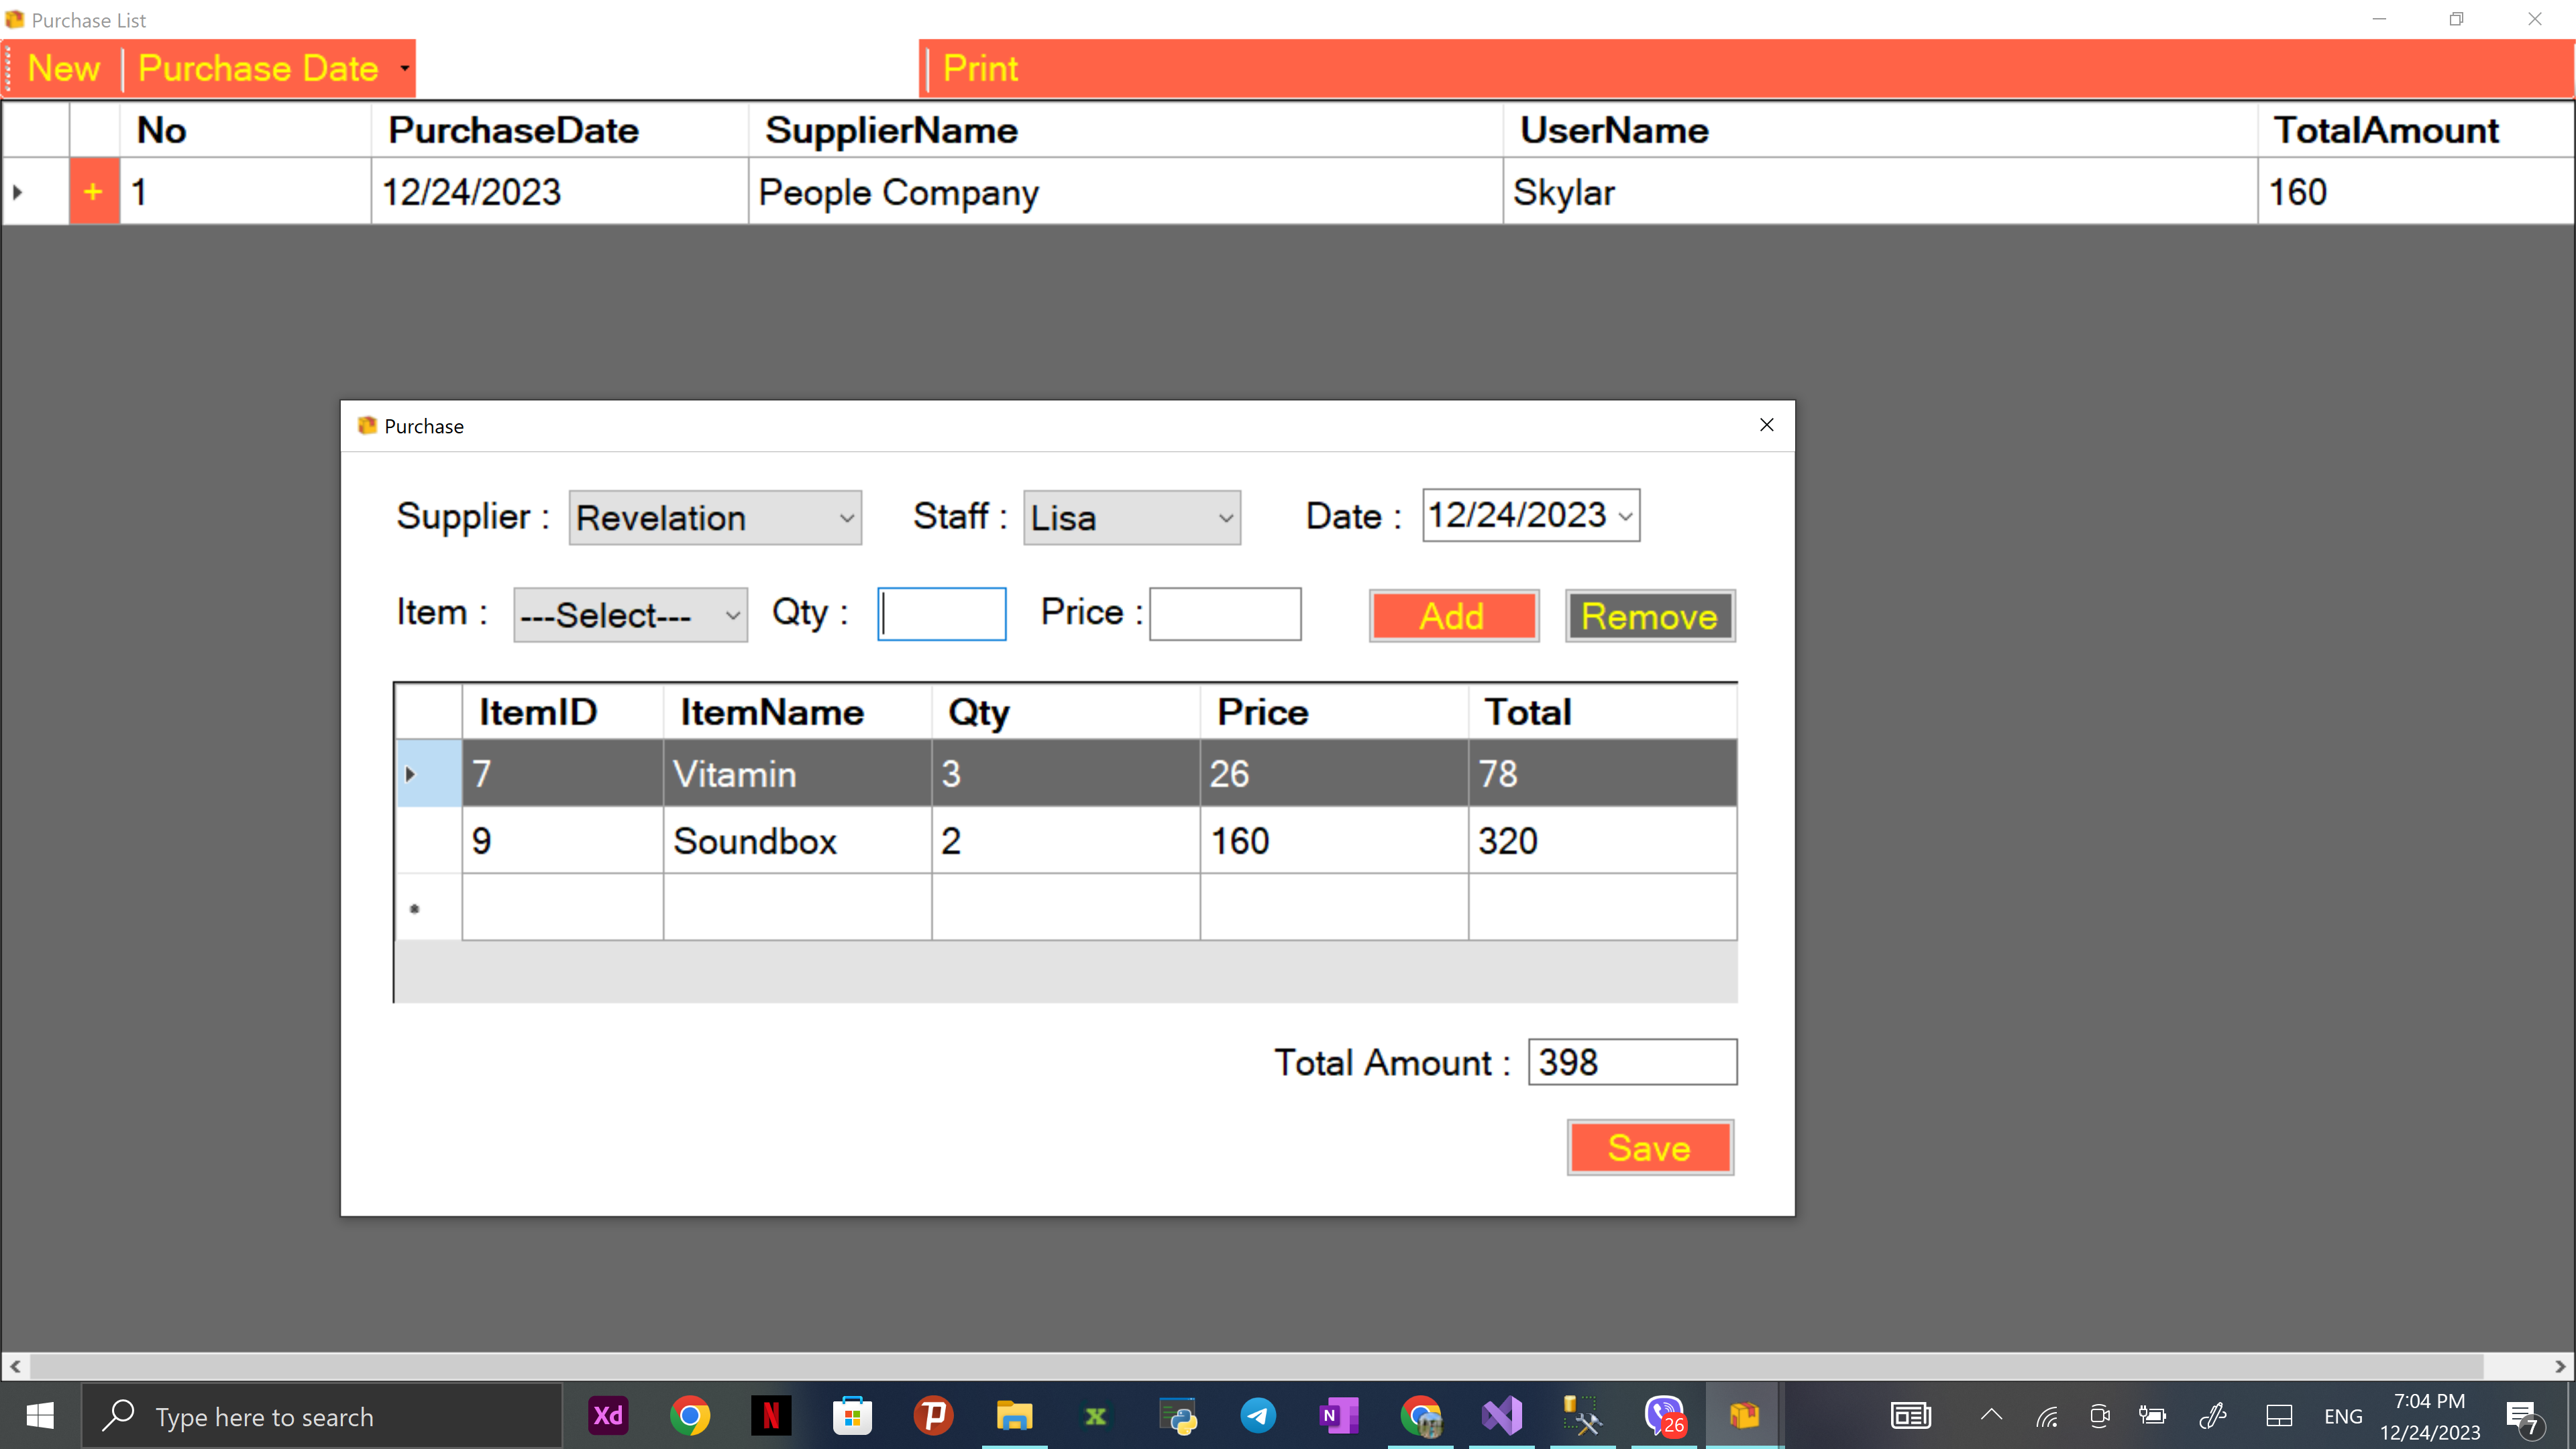 Purchase List
New Purchase Date Print
No PurchaseDate SupplierName UserName TotalAmount
+ 1 12/24/2023 People Company Skylar 160
Purchase
Supplier : Revelation Staff : Lisa Date : 12/24/2023
Item : ---Select--- Qty : Price : Add Remove
ItemID ItemName Qty Price Total
7 Vitamin 3 26 78
9 Soundbox 2 160 320
Total Amount : 398
Save
Type here to search Xd N P N 26 ENG 7:04 PM 7
12/24/2023